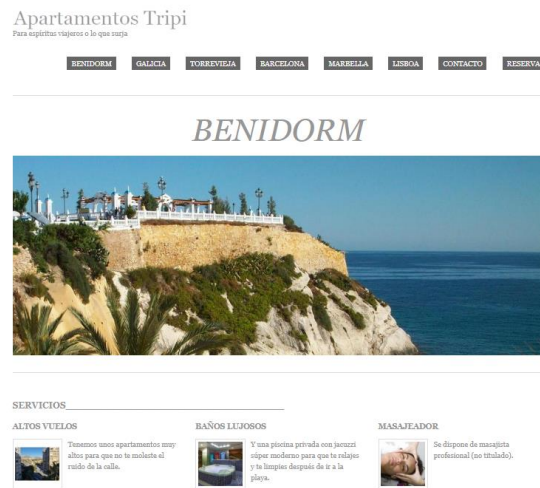 Apartamentos Tripi
Para espíritus viajeros o lo que surja
BENIDORM GALICIA TORREVIEJA BARCELONA MARBELLA LISBOA CONTACTO RESERVA
BENIDORM
SERVICIOS
ALTOS VUELOS
Tenemos unos apartamentos muy
altos para que no te moleste el
ruido de la calle.
BAÑOS LUJOSOS
Y una piscina privada con jacuzzi
súper moderno para que te relajes
y te limpies después de ir a la
playa.
MASAJEADOR
Se dispone de masajista
profesional (no titulado).